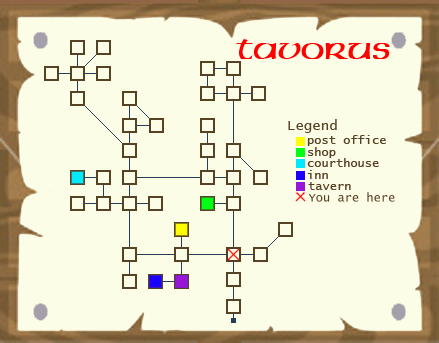 tavorus
Legend
post office
shop
courthouse
inn
tavern
You are here